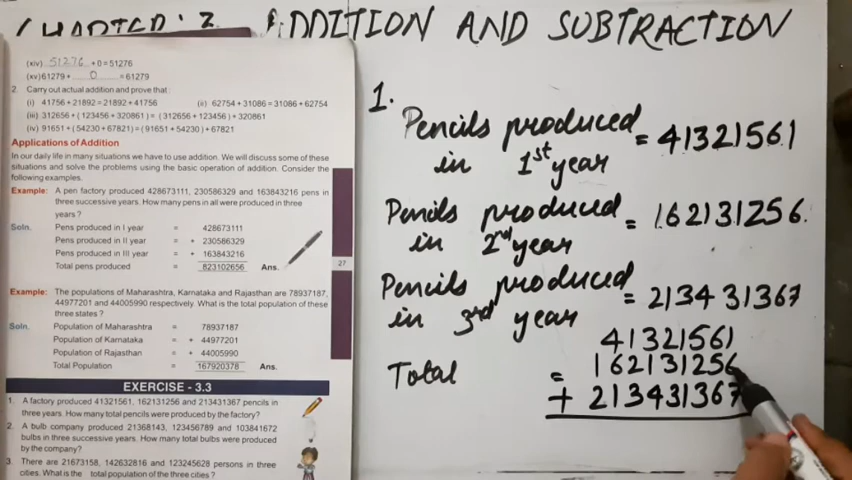 CHAPTER: 3 ADDITION AND SUBTRACTION
(xiv) 51276 + 0 = 51276
(xv) 61279 + 0 = 61279
2. Carry out actual addition and prove that :
(i) 41756 + 21892 = 21892 + 41756 (ii) 62754 + 31086 = 31086 + 62754
(iii) 312656 + ( 123456 + 320861 ) = ( 312656 + 123456 ) + 320861
(iv) 91651 + ( 54230 + 67821 ) = ( 91651 + 54230 ) + 67821
Applications of Addition
In our daily life in many situations we have to use addition. We will discuss some of these
situations and solve the problems using the basic operation of addition. Consider the
following examples.
Example: A pen factory produced 428673111, 230586329 and 163843216 pens in
three successive years. How many pens in all were produced in three
years ?
Soln. Pens produced in I year = 428673111
Pens produced in II year = + 230586329
Pens produced in III year = + 163843216
Total pens produced = 823102656 Ans.
27
Example: The populations of Maharashtra, Karnataka and Rajasthan are 78937187,
44977201 and 44005990 respectively. What is the total population of these
three states ?
Soln. Population of Maharashtra = 78937187
Population of Karnataka = + 44977201
Population of Rajasthan = + 44005990
Total Population = 167920378 Ans.
EXERCISE - 3.3
1. A factory produced 41321561, 162131256 and 213431367 pencils in
three years. How many total pencils were produced by the factory?
2. A bulb company produced 21368143, 123456789 and 103841672
bulbs in three successive years. How many total bulbs were produced
by the company?
3. There are 21673158, 142632816 and 123245628 persons in three
cities. What is the total population of the three cities ?
1.
Pencils produced = 41321561
in 1st year
Pencils produced = 162131256.
in 2nd year
Pencils produced = 213431367
in 3rd year
41321561
Total = 162131256
+ 213431367